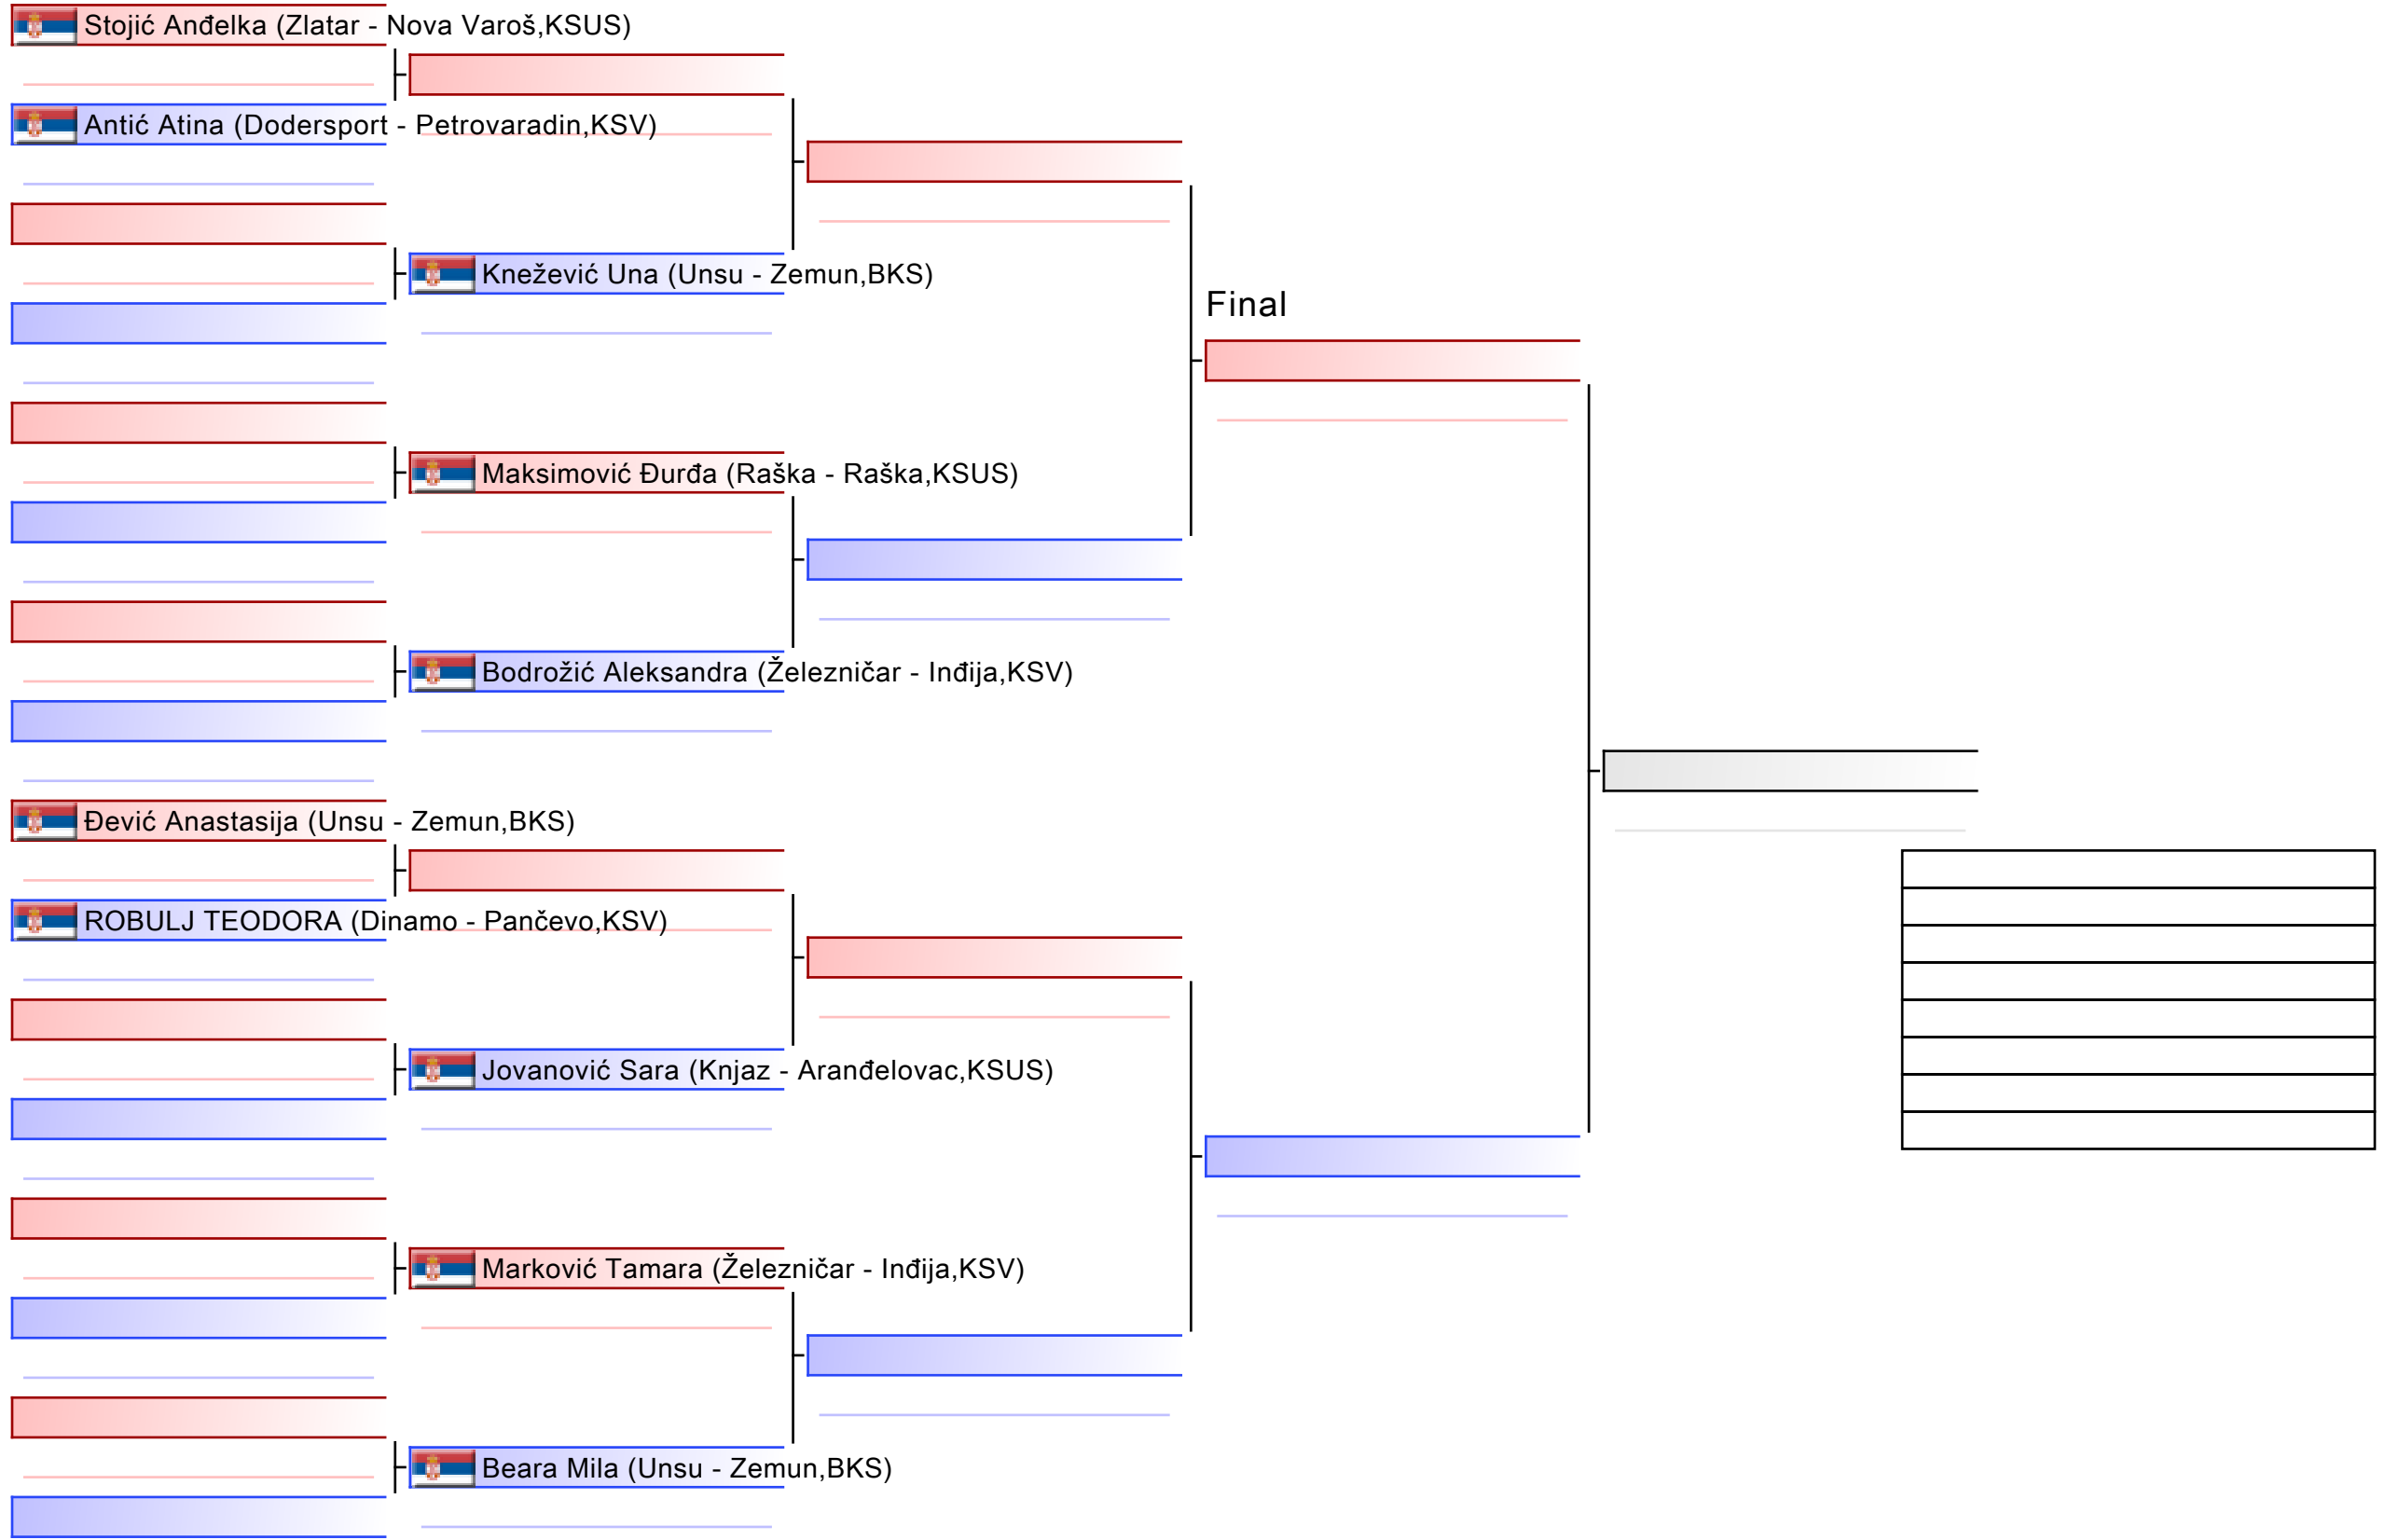 Stojić Anđelka (Zlatar - Nova Varoš,KSUS)
Antić Atina (Dodersport - Petrovaradin,KSV)
Knežević Una (Unsu - Zemun,BKS)
Final
Maksimović Đurđa (Raška - Raška,KSUS)
Bodrožić Aleksandra (Železničar - Inđija,KSV)
Đević Anastasija (Unsu - Zemun,BKS)
ROBULJ TEODORA (Dinamo - Pančevo,KSV)
Jovanović Sara (Knjaz - Aranđelovac,KSUS)
Marković Tamara (Železničar - Inđija,KSV)
Beara Mila (Unsu - Zemun,BKS)